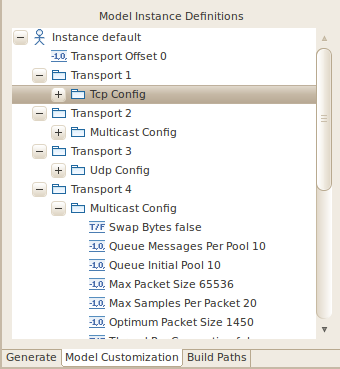 Model Instance Definitions
Instance default
-1,0, Transport Offset 0
Transport 1
Tcp Config
Transport 2
Multicast Config
Transport 3
Udp Config
Transport 4
Multicast Config
T/F Swap Bytes false
-1,0, Queue Messages Per Pool 10
-1,0, Queue Initial Pool 10
-1,0, Max Packet Size 65536
-1,0, Max Samples Per Packet 20
-1,0, Optimum Packet Size 1450
Generate Model Customization Build Paths